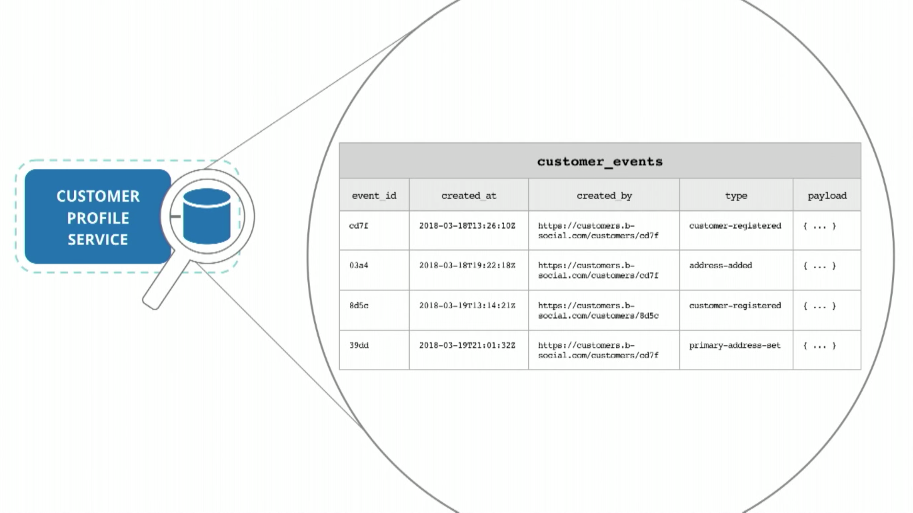 CUSTOMER
PROFILE
SERVICE
customer_events
event_id created_at created_by type payload
cd7f 2018-03-18T13:26:10Z https://customers.b-
social.com/customers/cd7f customer-registered { ... }
03a4 2018-03-18T19:22:18Z https://customers.b-
social.com/customers/cd7f address-added { ... }
8d5c 2018-03-19T13:14:21Z https://customers.b-
social.com/customers/8d5c customer-registered { ... }
39dd 2018-03-19T21:01:32Z https://customers.b-
social.com/customers/cd7f primary-address-set { ... }